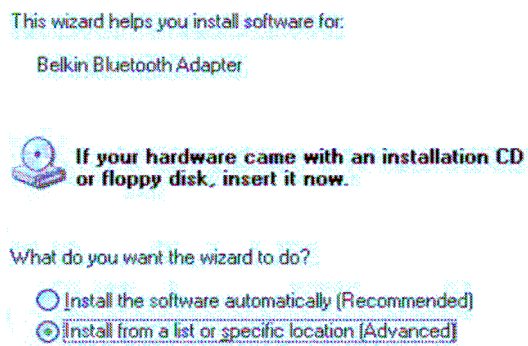 This wizard helps you install software for:
Belkin Bluetooth Adapter
If your hardware came with an installation CD
or floppy disk, insert it now.
What do you want the wizard to do?
Install the software automatically (Recommended)
Install from a list or specific location (Advanced)